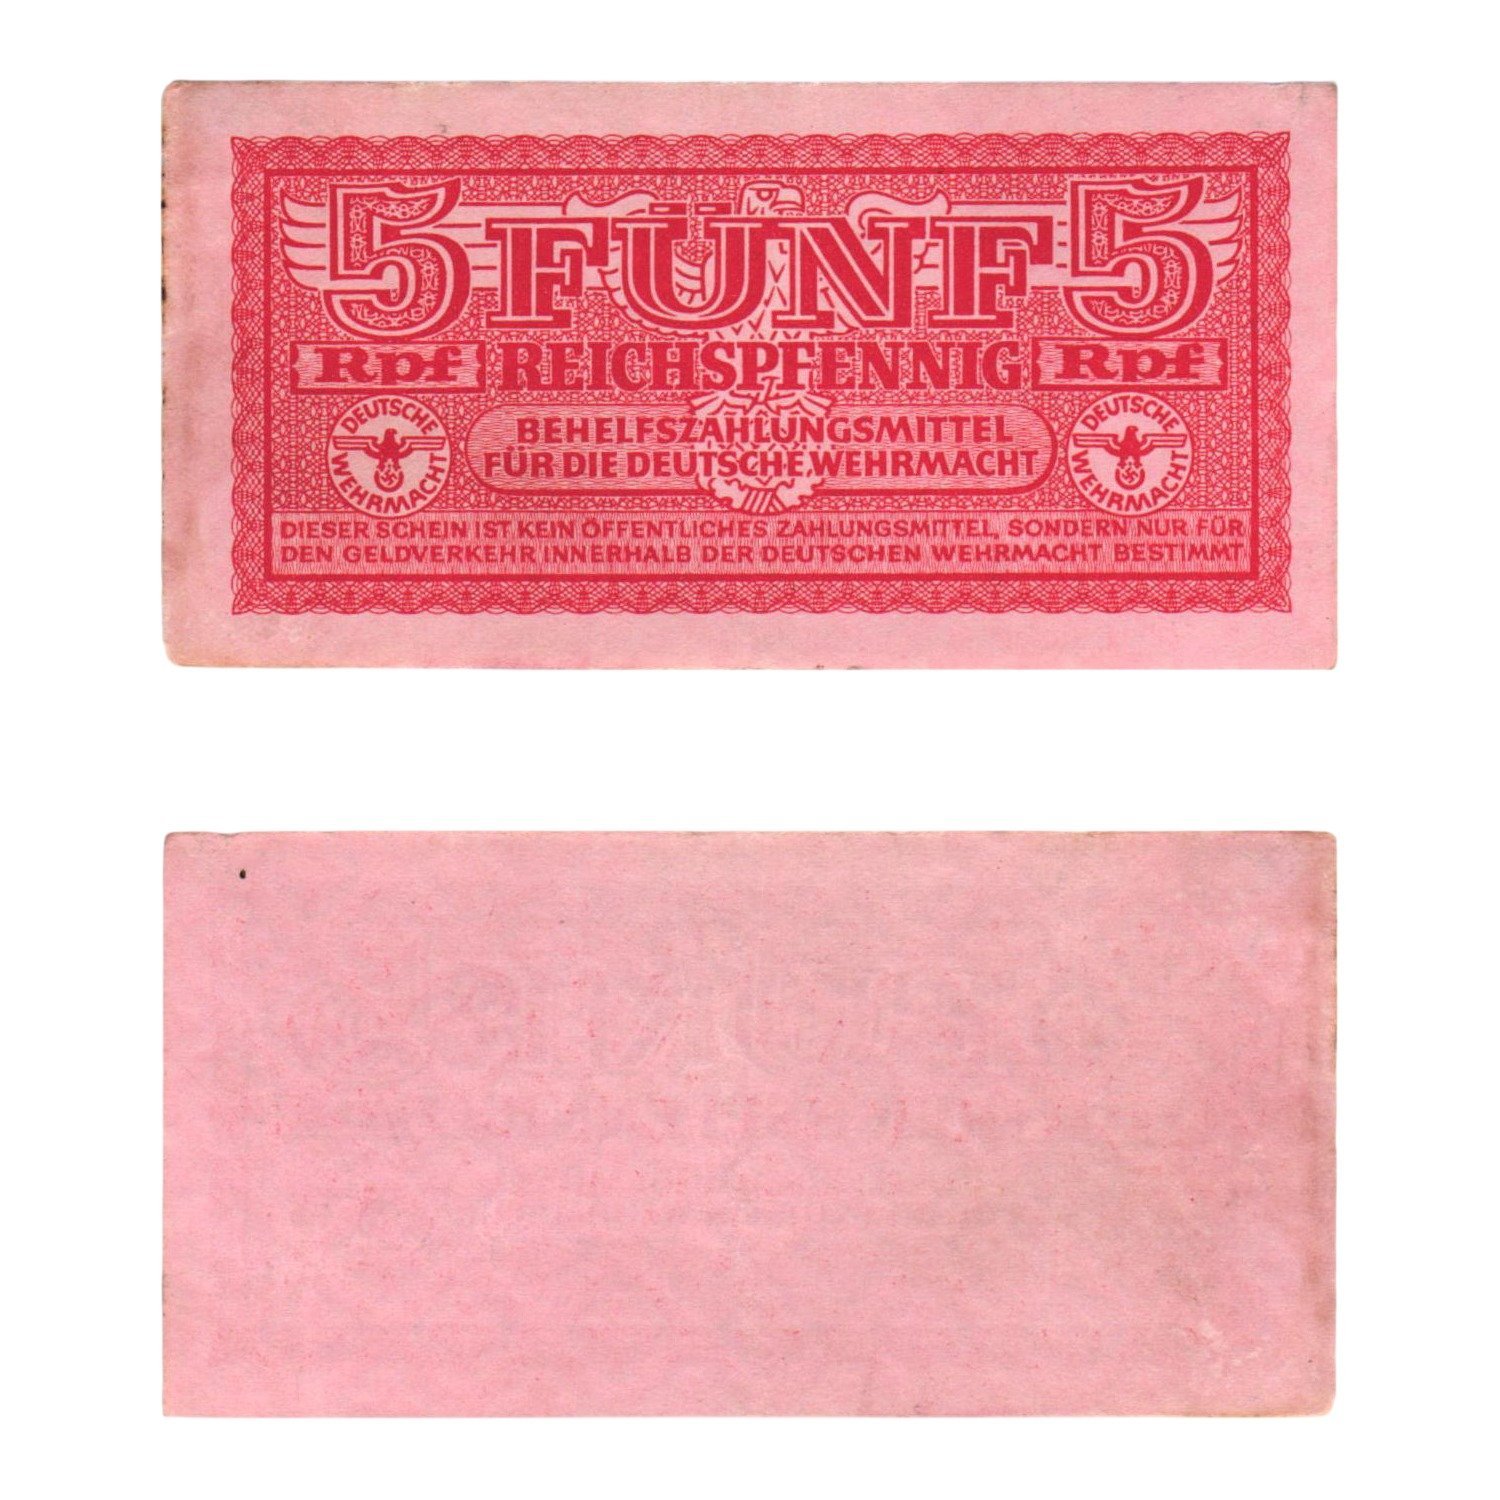 5 FÜNF 5
Rpf REICHSPFENNIG Rpf
BEHELFSZAHLUNGSMITTEL
FÜR DIE DEUTSCHE WEHRMACHT
DEUTSCHE WEHRMACHT
DEUTSCHE WEHRMACHT
DIESER SCHEIN IST KEIN ÖFFENTLICHES ZAHLUNGSMITTEL, SONDERN NUR FÜR
DEN GELDVERKEHR INNERHALB DER DEUTSCHEN WEHRMACHT BESTIMMT